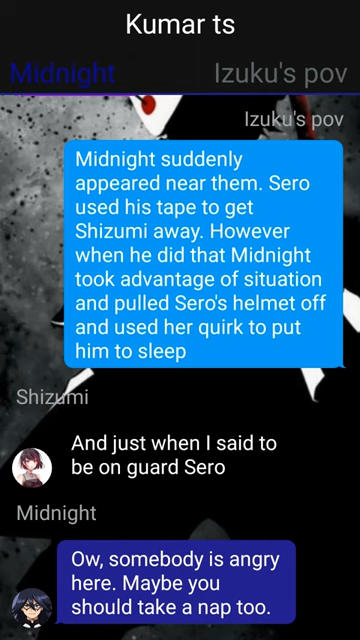 Kumar ts
Midnight Izuku's pov
Izuku's pov
Midnight suddenly
appeared near them. Sero
used his tape to get
Shizumi away. However
when he did that Midnight
took advantage of situation
and pulled Sero's helmet off
and used her quirk to put
him to sleep
Shizumi
And just when I said to
be on guard Sero
Midnight
Ow, somebody is angry
here. Maybe you
should take a nap too.